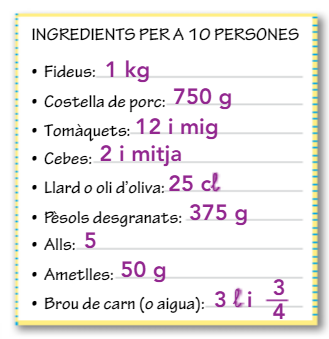 INGREDIENTS PER A 10 PERSONES
• Fideus: 1 kg
• Costella de porc: 750 g
• Tomàquets: 12 i mig
• Cebes: 2 i mitja
• Llard o oli d'oliva: 25 cℓ
• Pèsols desgranats: 375 g
• Alls: 5
• Ametlles: 50 g
• Brou de carn (o aigua): 3 ℓ i 3/4